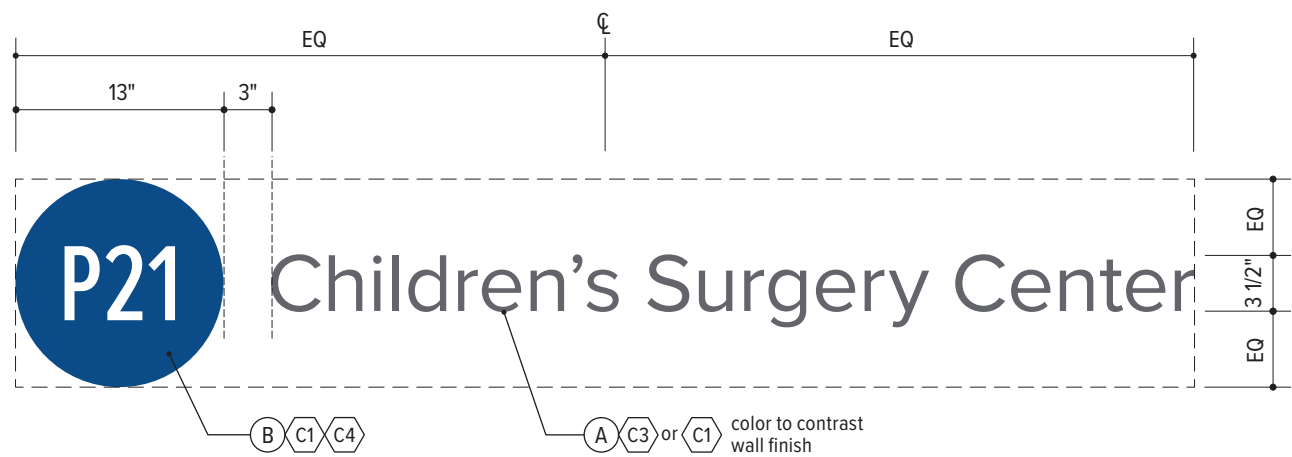 ℄
EQ EQ
13" 3"
P21 Children’s Surgery Center
EQ
3 1/2"
EQ
B C1 C4
A C3 or C1 color to contrast
wall finish